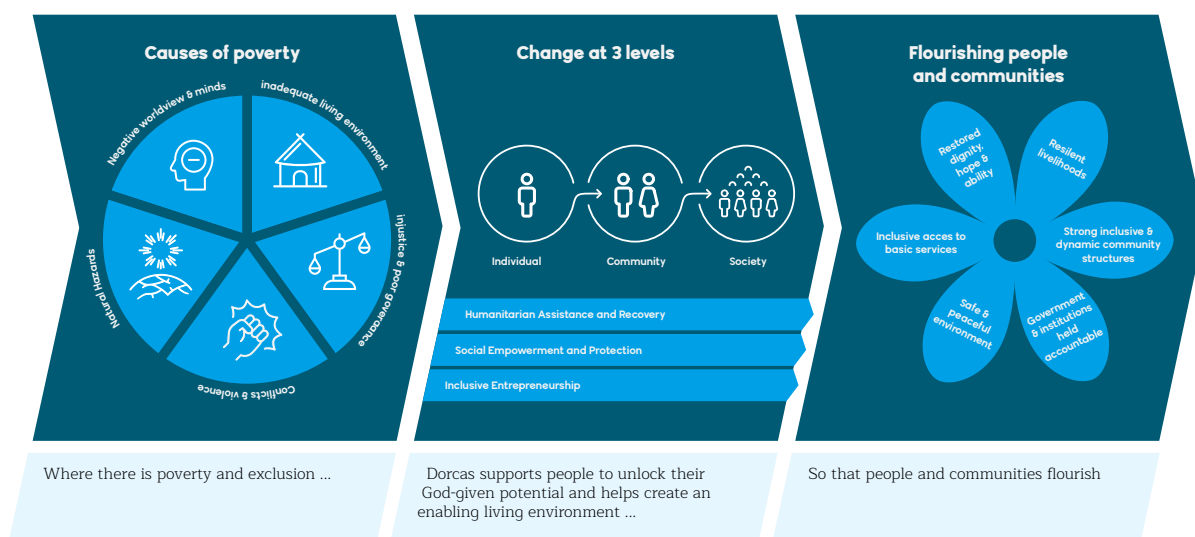 Causes of poverty
Negative worldview & minds
inadequate living environment
injustice & poor goverance
Conflicts & violence
Natural Hazards
Change at 3 levels
Individual
Community
Society
Humanitarian Assistance and Recovery
Social Empowerment and Protection
Inclusive Entrepreneurship
Flourishing people
and communities
Restored
dignity,
hope &
ability
Resilent
livelihoods
Inclusive acces to
basic services
Strong inclusive &
dynamic community
structures
Safe &
peaceful
environment
Government
& institutions
held
accountable
Where there is poverty and exclusion ...
Dorcas supports people to unlock their
God-given potential and helps create an
enabling living environment ...
So that people and communities flourish